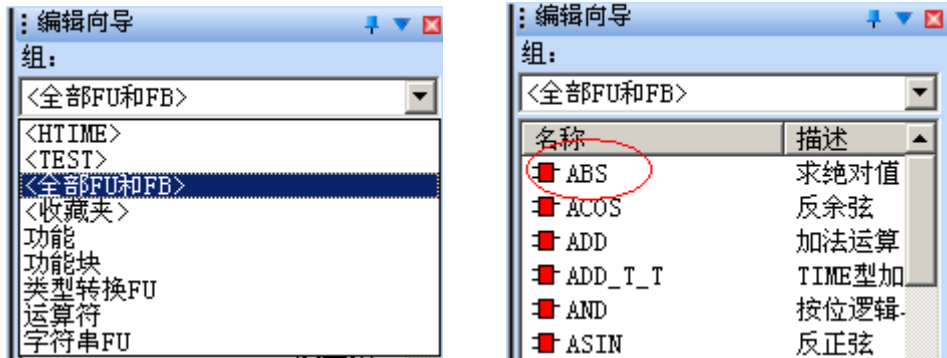 编辑向导
组：
<全部FU和FB>
<HTIME>
<TEST>
<全部FU和FB>
<收藏夹>
功能
功能块
类型转换FU
运算符
字符串FU
编辑向导
组：
<全部FU和FB>
名称 描述
ABS 求绝对值
ACOS 反余弦
ADD 加法运算
ADD_T_T TIME型加
AND 按位逻辑
ASIN 反正弦